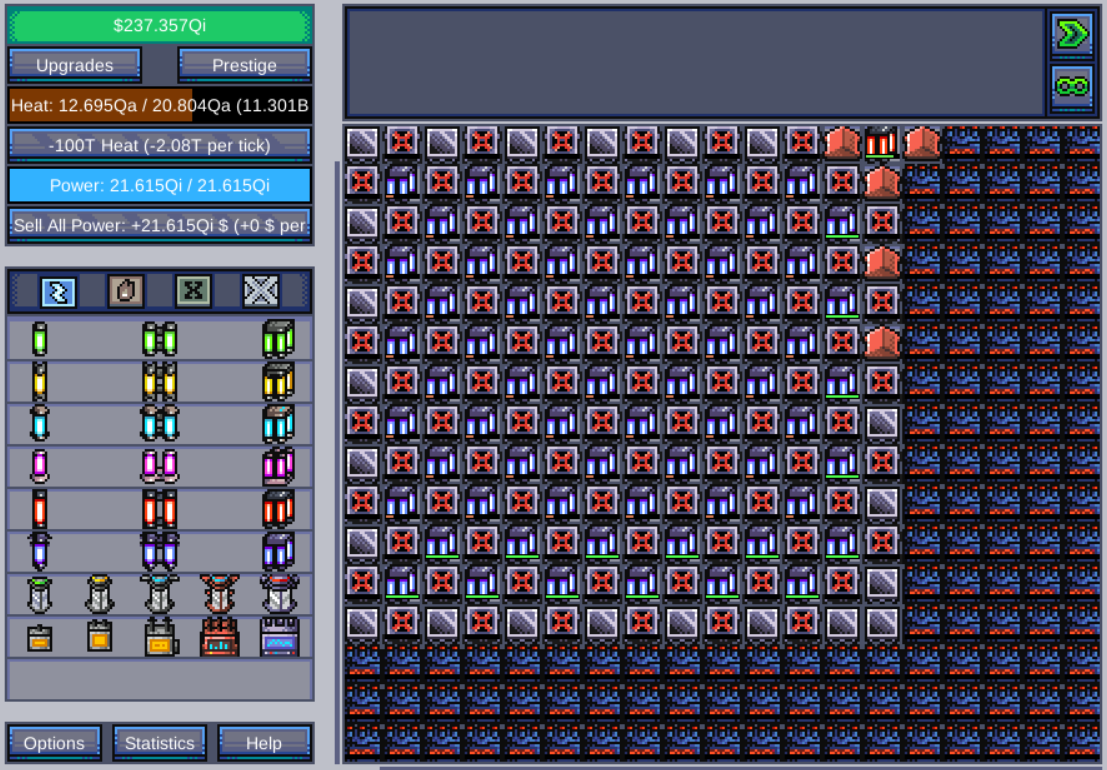 $237.357Qi
Upgrades
Prestige
Heat: 12.695Qa / 20.804Qa (11.301B
-100T Heat (-2.08T per tick)
Power: 21.615Qi / 21.615Qi
Sell All Power: +21.615Qi $ (+0 $ per
Options
Statistics
Help